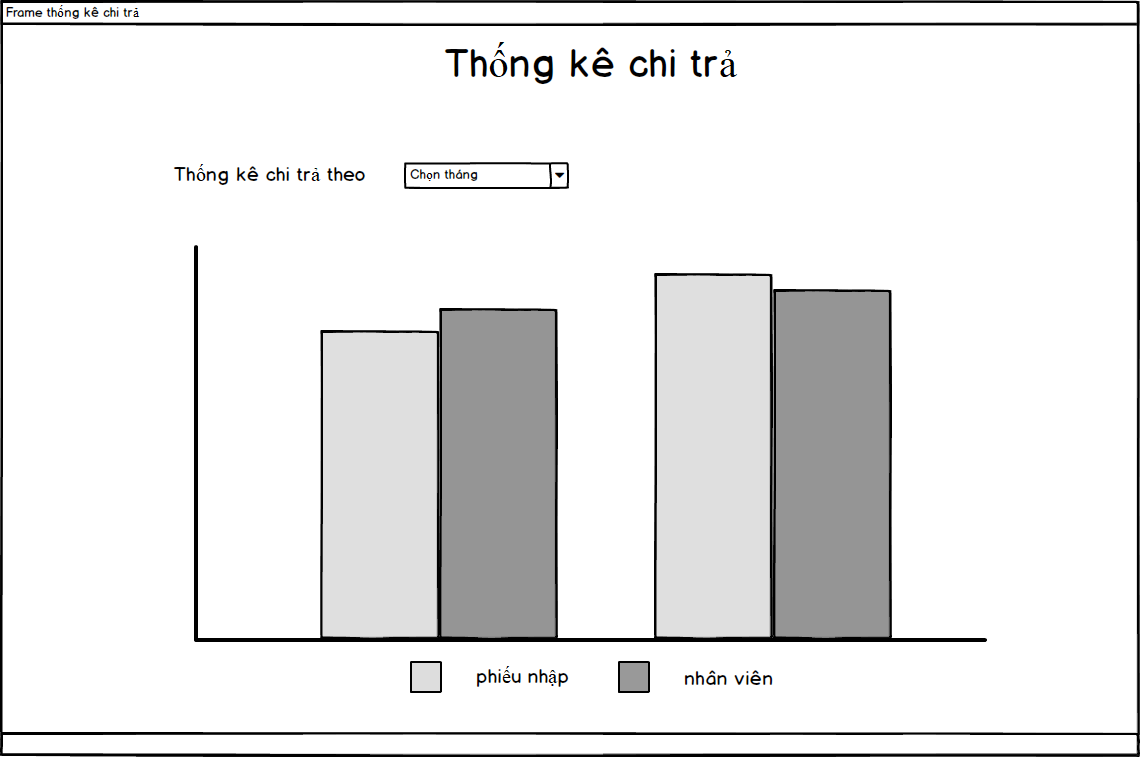 Frame thống kê chi trả
Thống kê chi trả
Thống kê chi trả theo
Chọn tháng
phiếu nhập
nhân viên